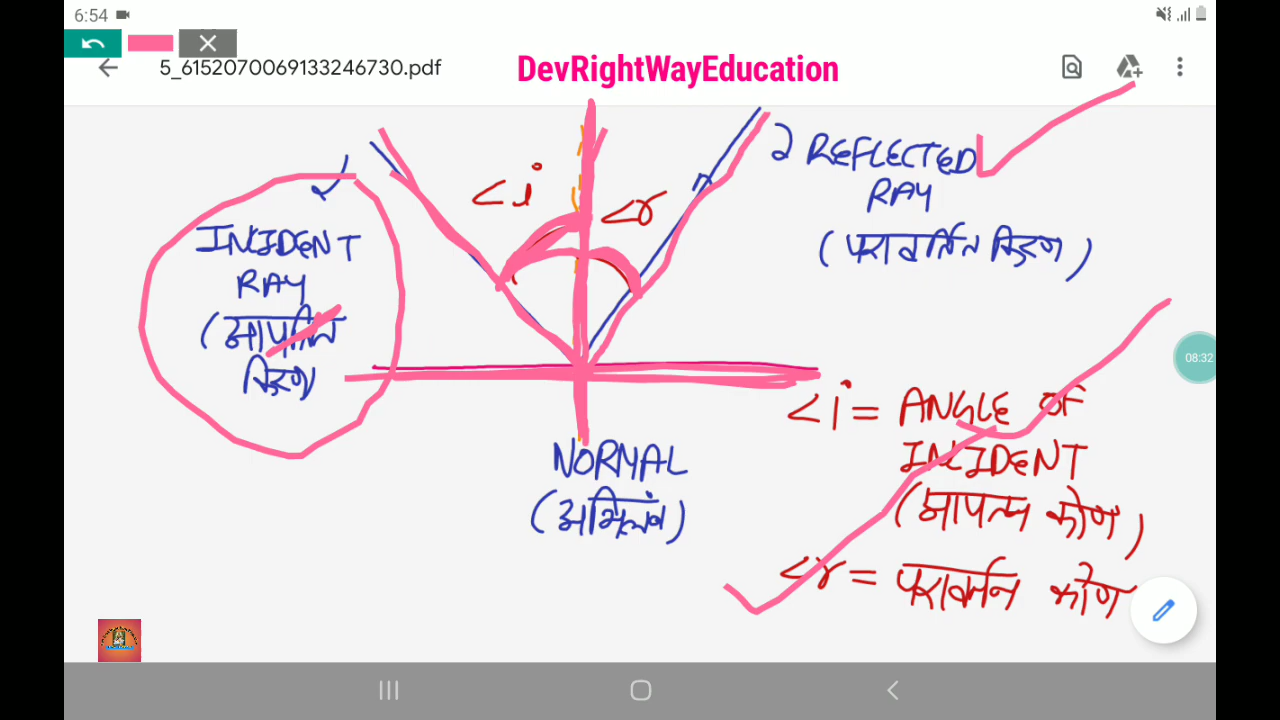 6:54
5_6152070069133246730.pdf
DevRightWayEducation
∠i
∠r
REFLECTED
RAY
(परावर्तित किरण)
INCIDENT
RAY
(आपतित
किरण)
08:32
NORMAL
(अभिलंब)
∠i = ANGLE OF
INCIDENT
(आपतन कोण)
∠r = परावर्तन कोण